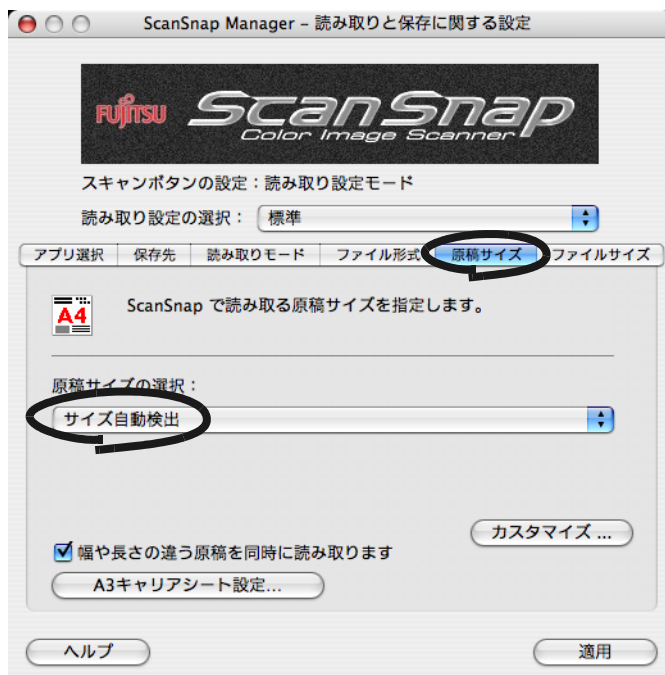 ScanSnap Manager – 読み取りと保存に関する設定
FUJITSU ScanSnap
Color Image Scanner
スキャンボタンの設定：読み取り設定モード
読み取り設定の選択： 標準
アプリ選択 保存先 読み取りモード ファイル形式 原稿サイズ ファイルサイズ
A4 ScanSnap で読み取る原稿サイズを指定します。
原稿サイズの選択：
サイズ自動検出
カスタマイズ ...
幅や長さの違う原稿を同時に読み取ります
A3キャリアシート設定...
ヘルプ 適用